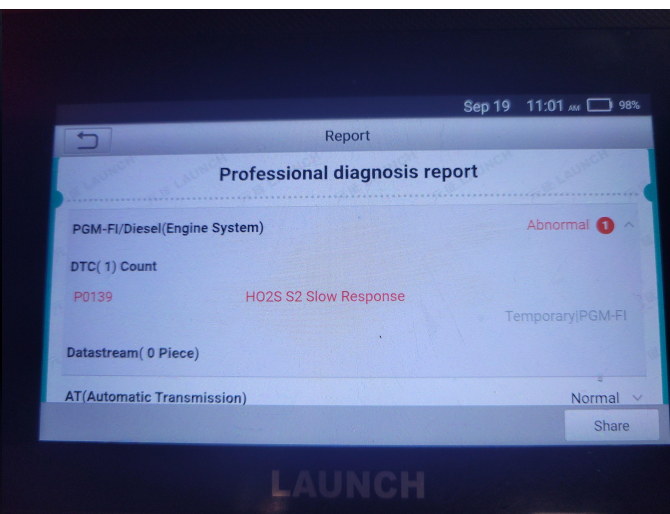 Sep 19 11:01 AM 98%
Report
Professional diagnosis report
PGM-FI/Diesel(Engine System) Abnormal 1
DTC( 1) Count
P0139 HO2S S2 Slow Response
Temporary|PGM-FI
Datastream( 0 Piece)
AT(Automatic Transmission) Normal
Share
LAUNCH